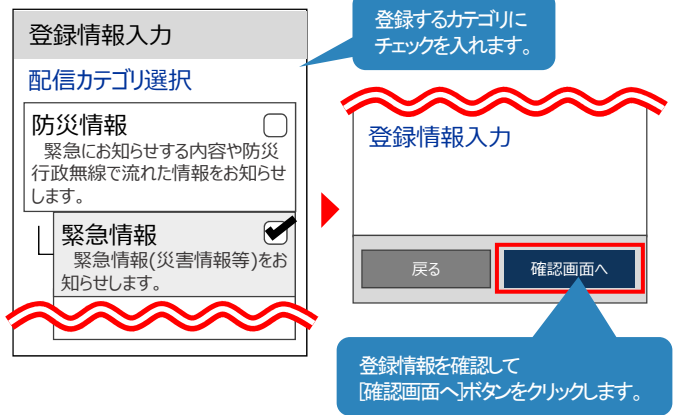 登録情報入力
配信カテゴリ選択
防災情報
緊急にお知らせする内容や防災
行政無線で流れた情報をお知らせ
します。
緊急情報
緊急情報(災害情報等)をお
知らせします。
登録するカテゴリに
チェックを入れます。
登録情報入力
戻る
確認画面へ
登録情報を確認して
[確認画面へ]ボタンをクリックします。